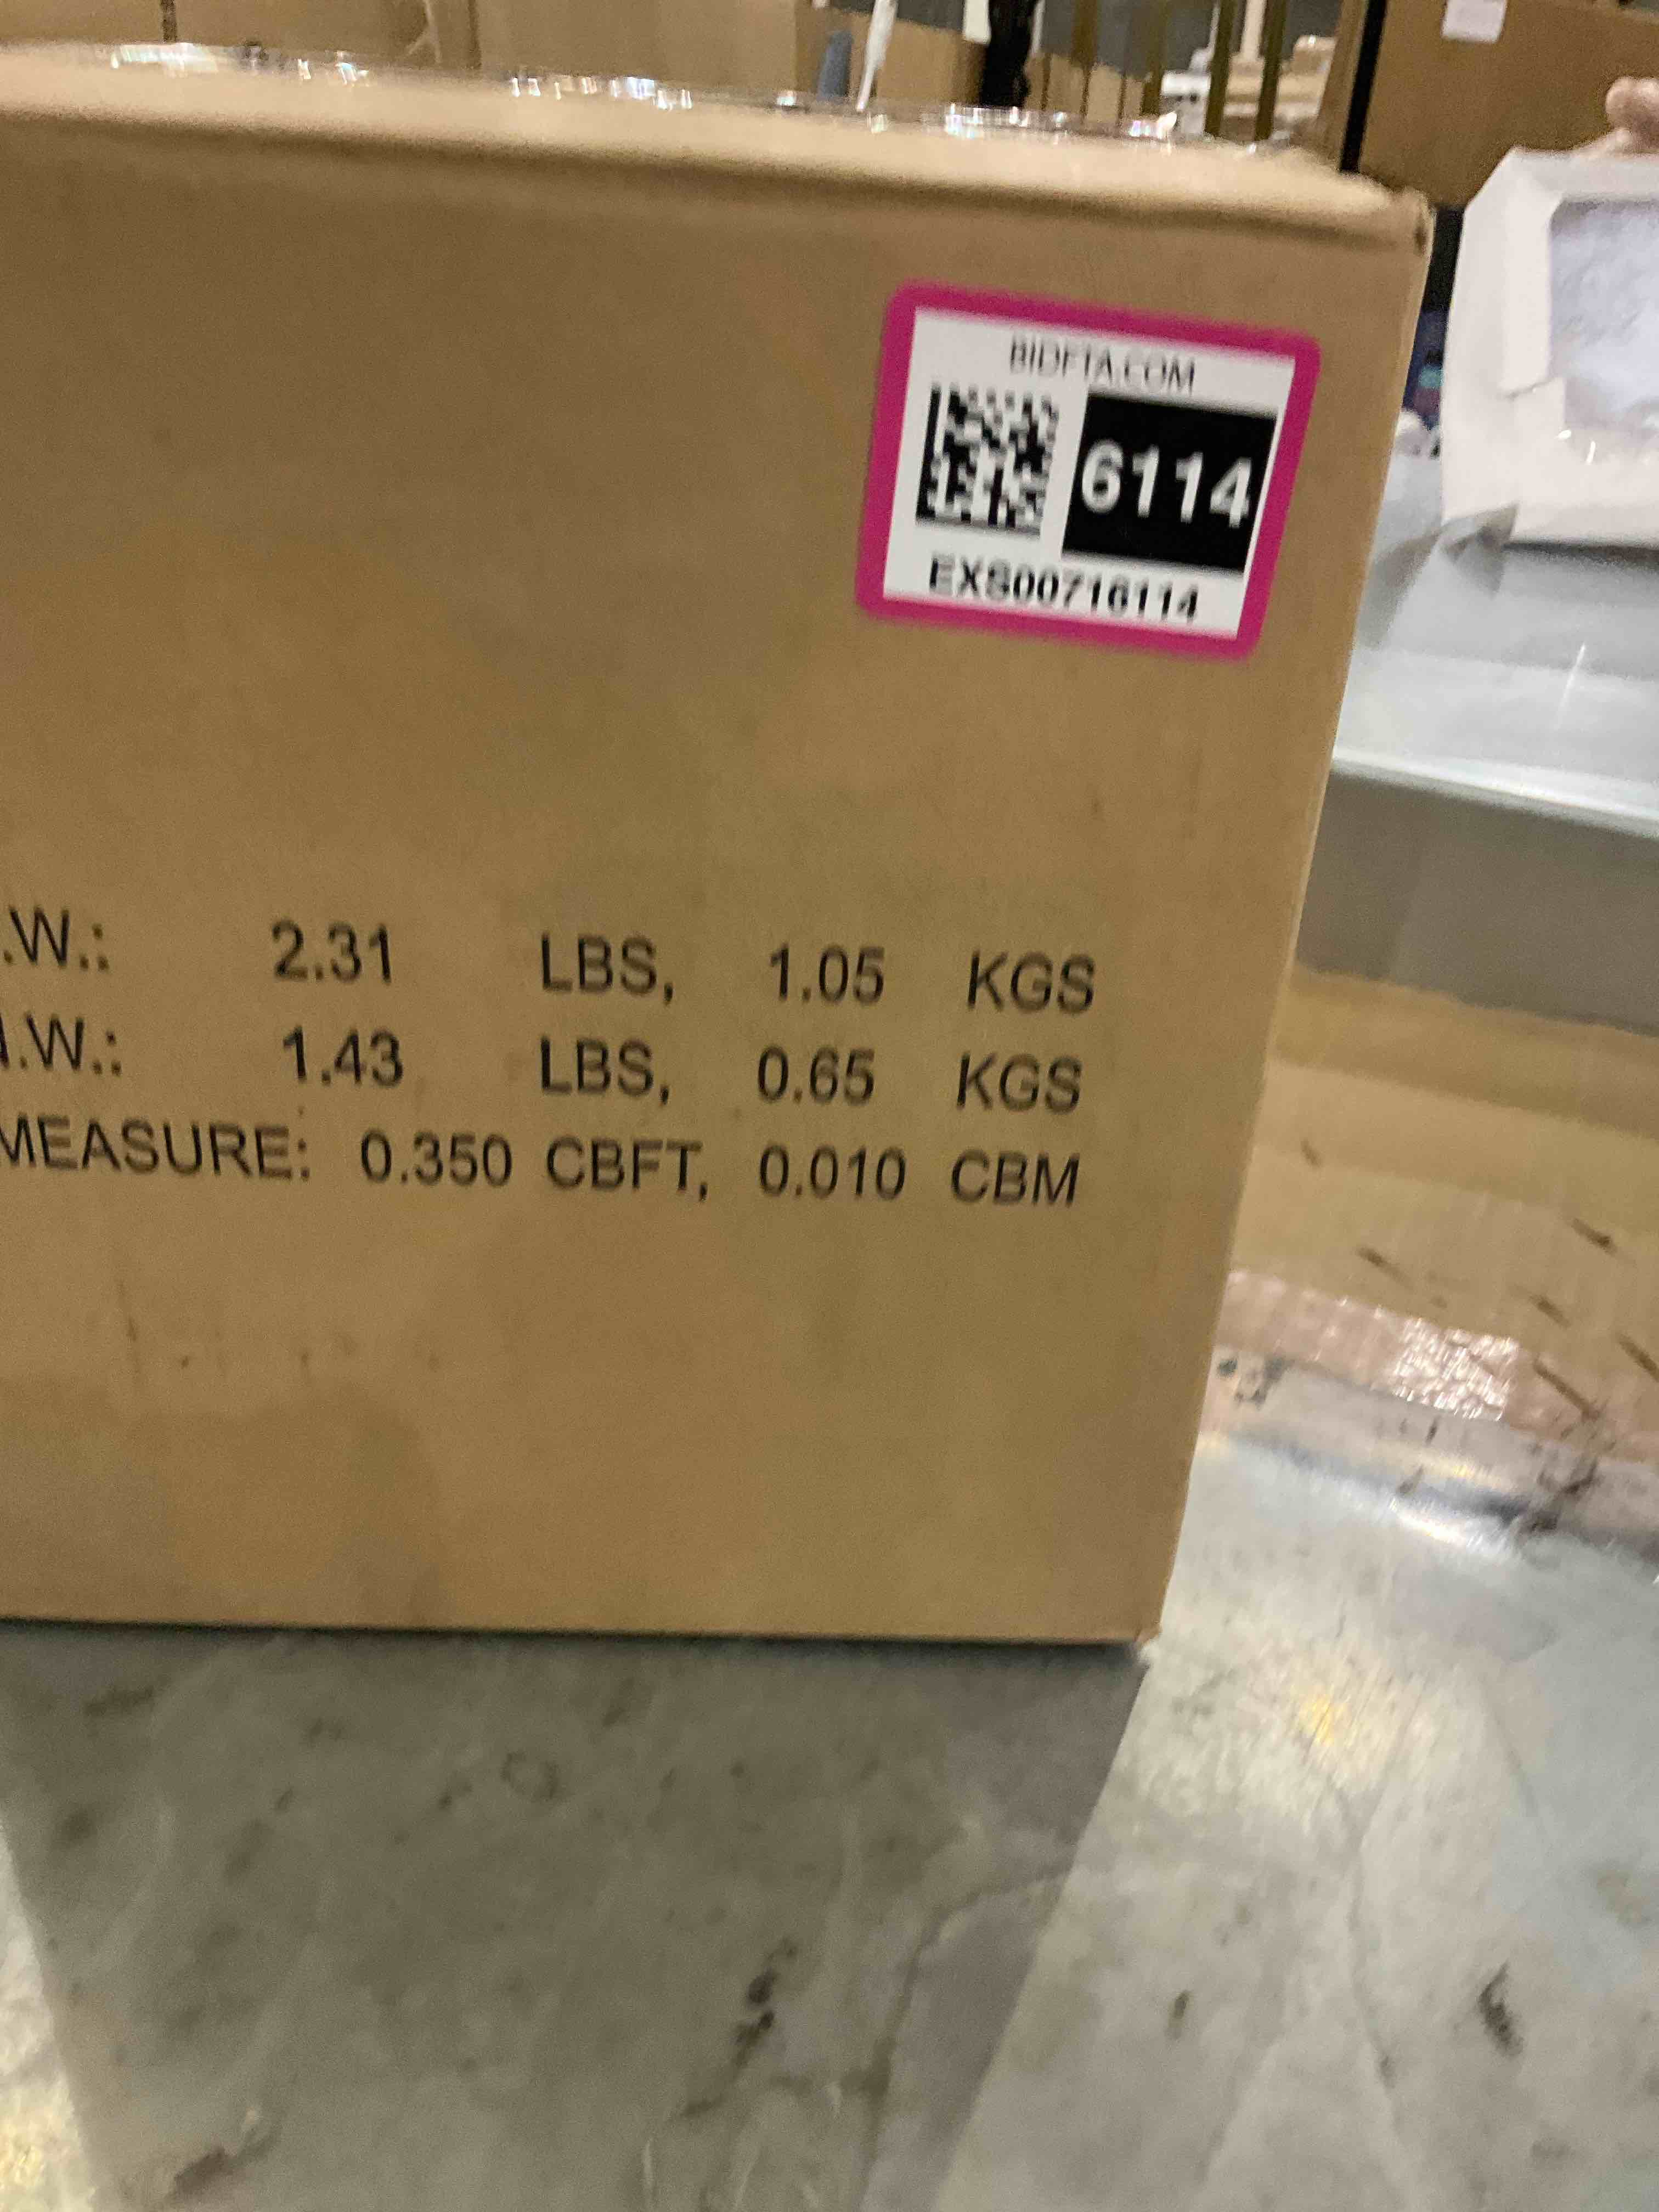 BIDFTA.COM
6114
EXS00716114
.W.: 2.31 LBS, 1.05 KGS
.W.: 1.43 LBS, 0.65 KGS
MEASURE: 0.350 CBFT, 0.010 CBM